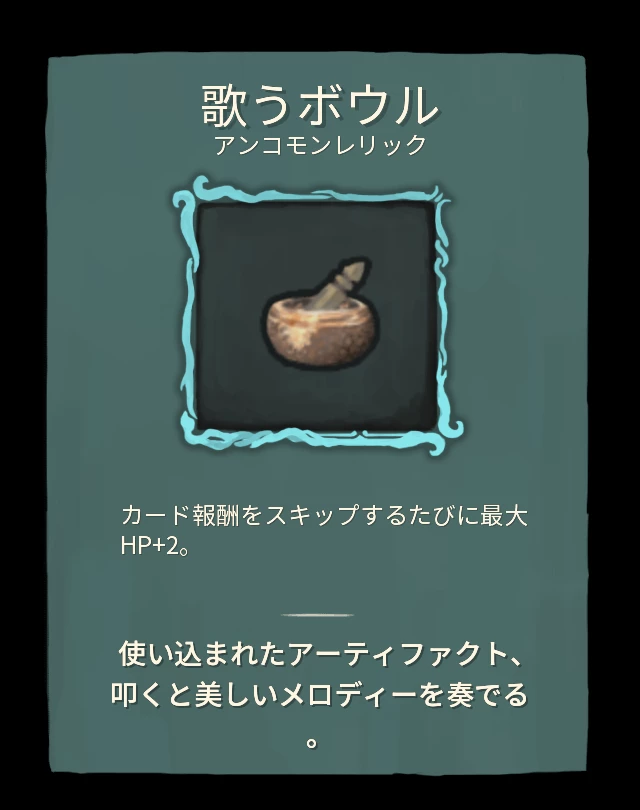 歌うボウル
アンコモンレリック
カード報酬をスキップするたびに最大
HP+2。
使い込まれたアーティファクト、
叩くと美しいメロディーを奏でる
。